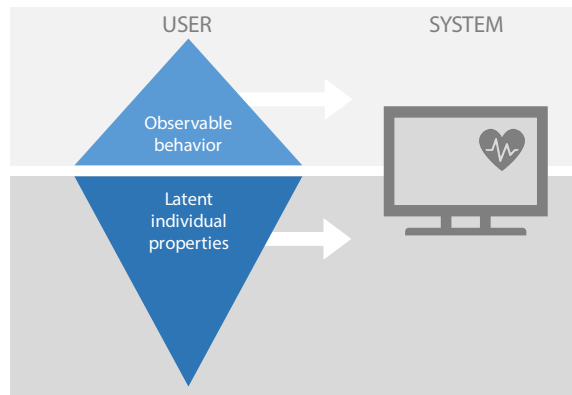 USER
SYSTEM
Observable
behavior
Latent
individual
properties